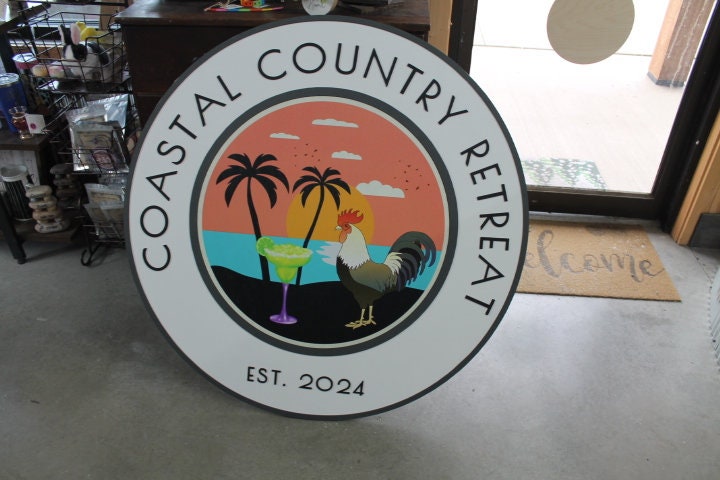 COASTAL COUNTRY RETREAT
EST. 2024
welcome